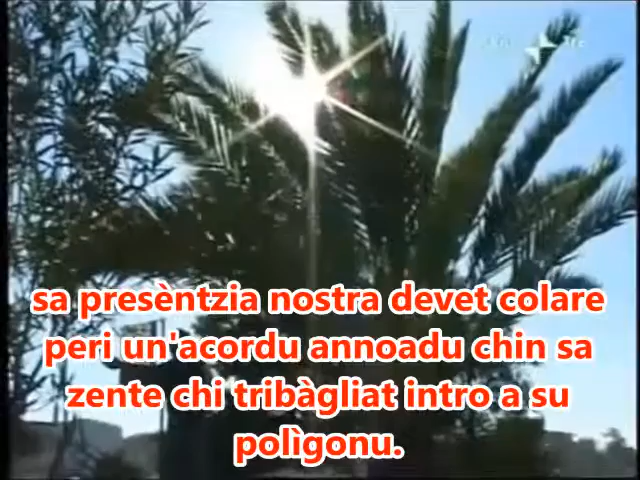 sa presèntzia nostra devet colare
peri un'acordu annoadu chin sa
zente chi tribàgliat intro a su
polìgonu.